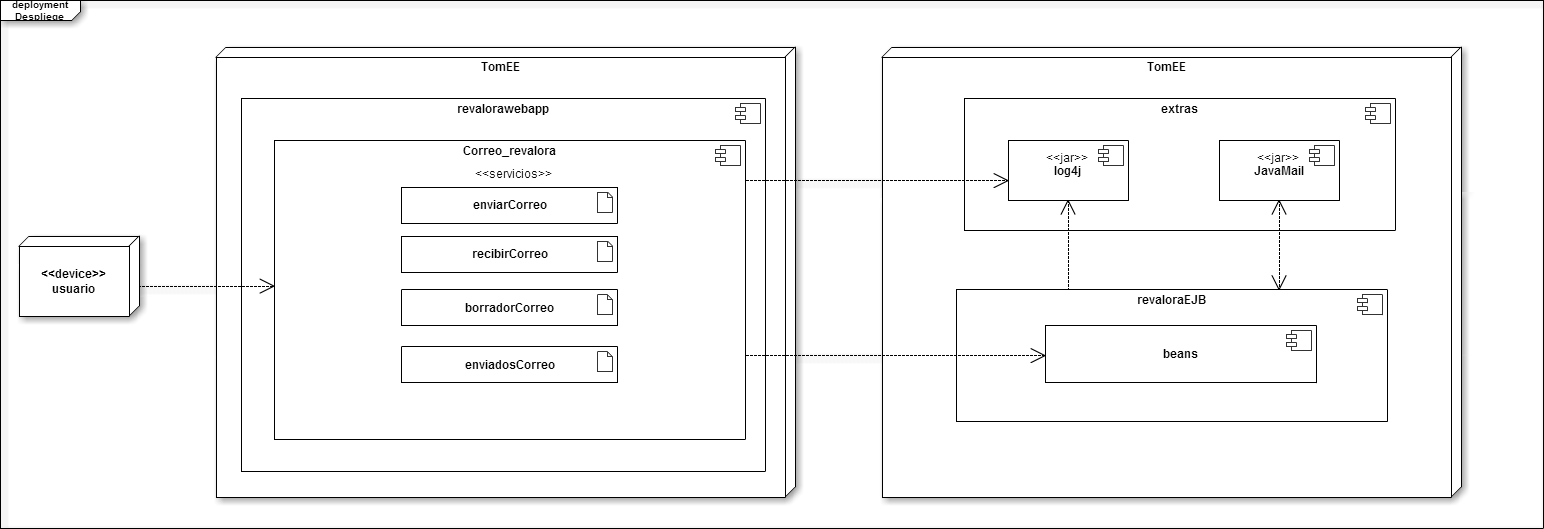 deployment
Despliege
TomEE
revalorawebapp
Correo_revalora
<<servicios>>
enviarCorreo
recibirCorreo
borradorCorreo
enviadosCorreo
<<device>>
usuario
TomEE
extras
<<jar>>
log4j
<<jar>>
JavaMail
revaloraEJB
beans